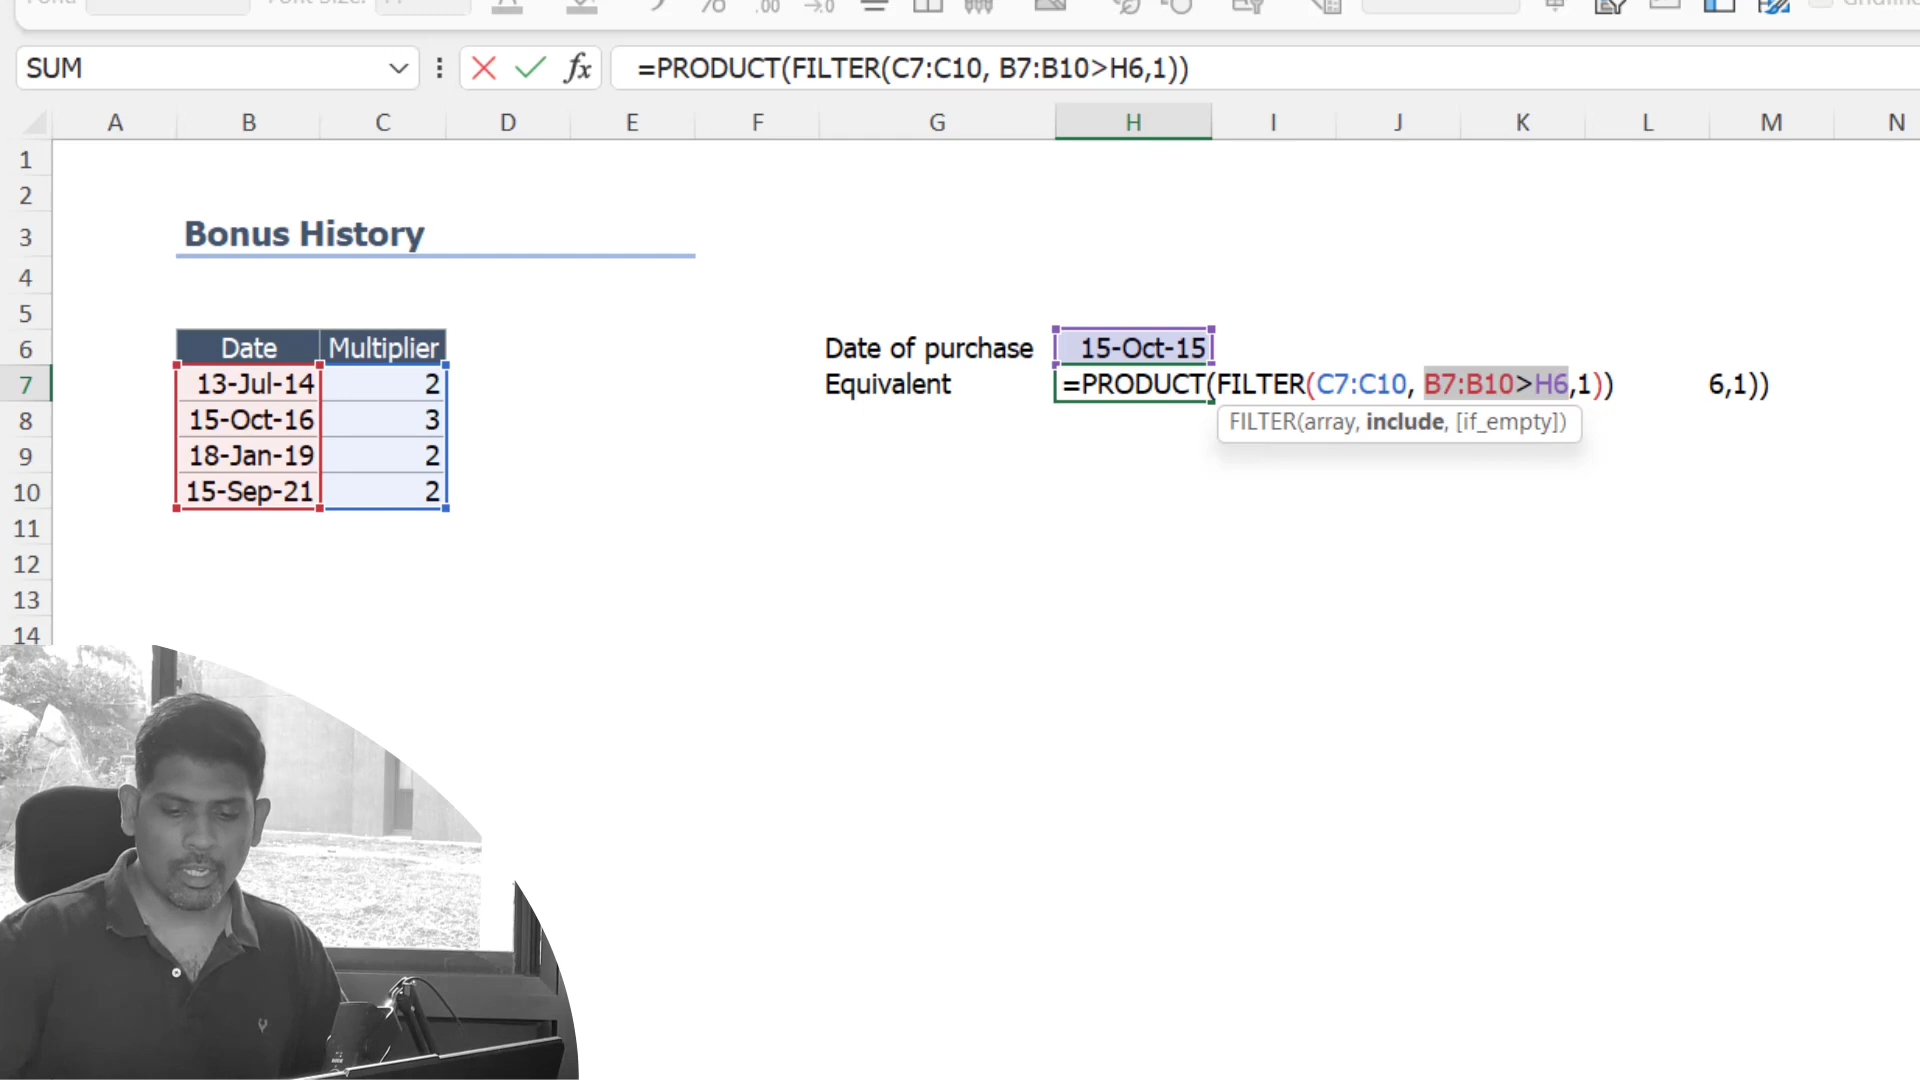 SUM
fx
=PRODUCT(FILTER(C7:C10, B7:B10>H6,1))
A B C D E F G H I J K L M N
1
2
3 Bonus History
4
5
6 Date Multiplier Date of purchase 15-Oct-15
7 13-Jul-14 2 Equivalent =PRODUCT(FILTER(C7:C10, B7:B10>H6,1)) 6,1))
8 15-Oct-16 3 FILTER(array, include, [if_empty])
9 18-Jan-19 2
10 15-Sep-21 2
11
12
13
14